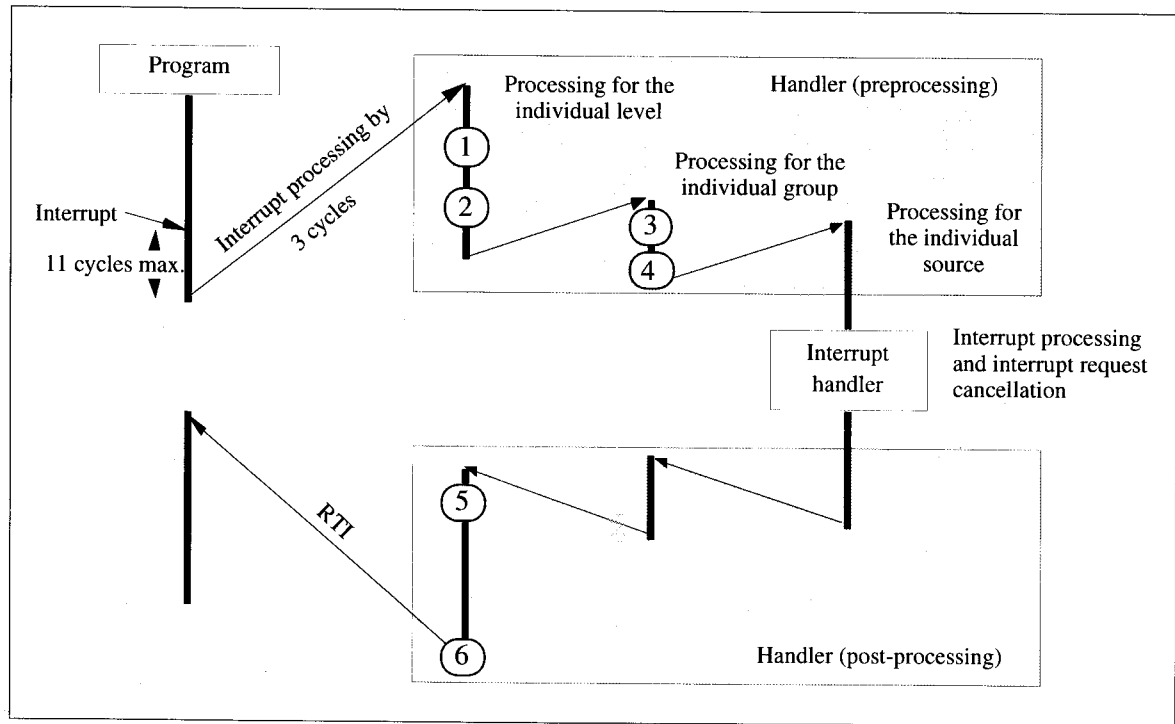 Program
Processing for the
individual level
Handler (preprocessing)
Interrupt processing by
3 cycles
1
2
Processing for the
individual group
3
4
Interrupt
11 cycles max.
Processing for
the individual
source
Interrupt
handler
Interrupt processing
and interrupt request
cancellation
5
RTI
6
Handler (post-processing)